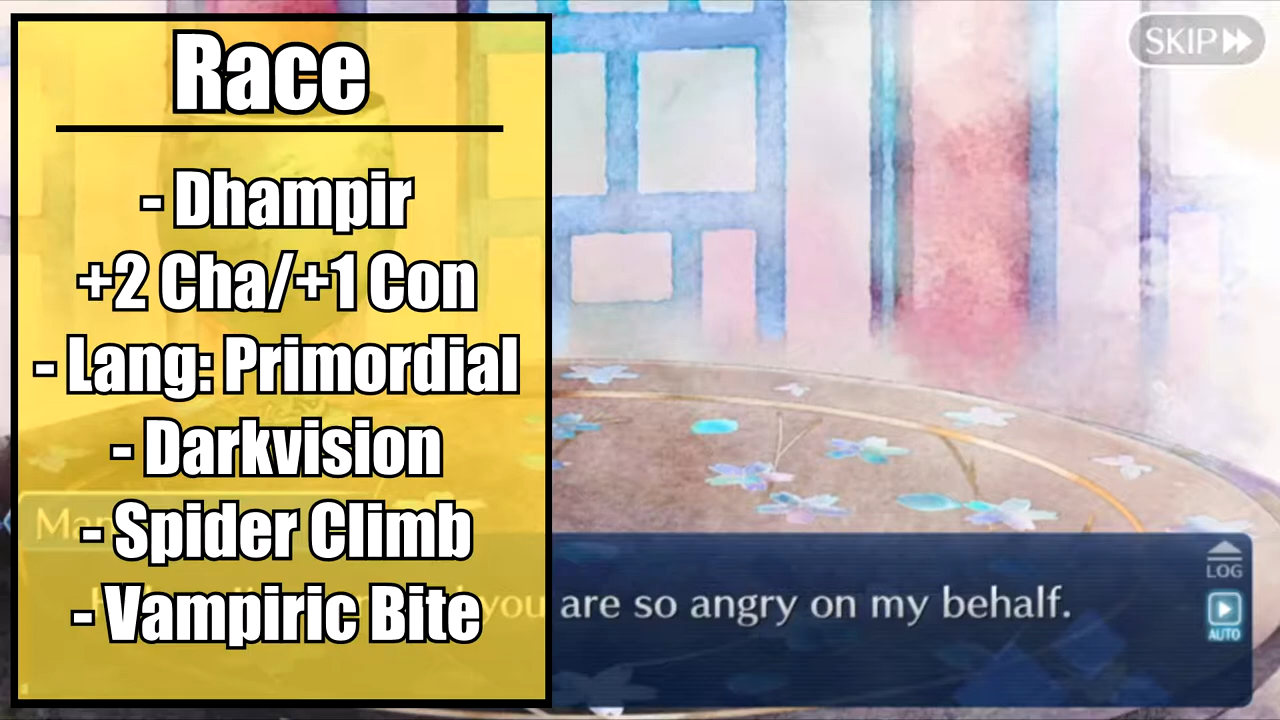 Race
- Dhampir
+2 Cha/+1 Con
- Lang: Primordial
- Darkvision
- Spider Climb
- Vampiric Bite
SKIP
you are so angry on my behalf.
LOG
AUTO